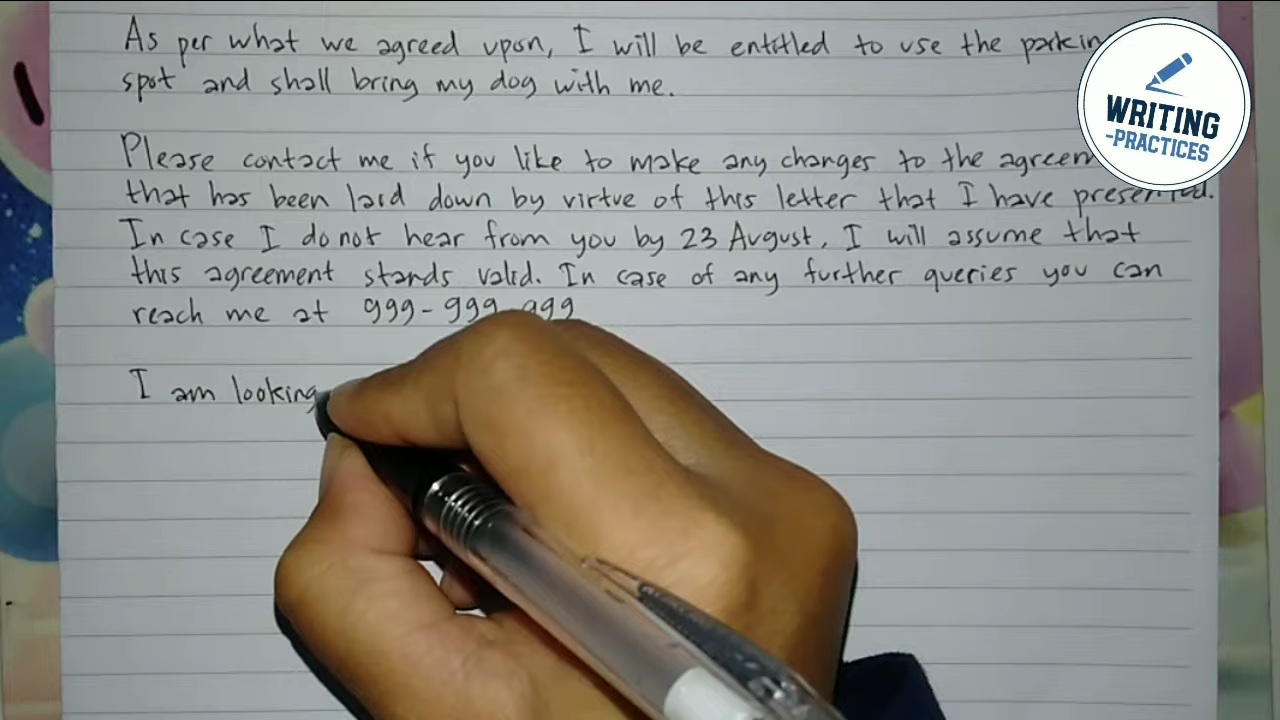 As per what we agreed upon, I will be entitled to use the parkin
spot and shall bring my dog with me.
Please contact me if you like to make any changes to the agreem
that has been laid down by virtue of this letter that I have presented.
In case I do not hear from you by 23 August, I will assume that
this agreement stands valid. In case of any further queries you can
reach me at 999-999-999
I am looking
WRITING
-PRACTICES